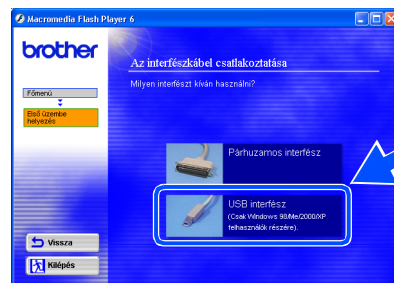 Macromedia Flash Player 6
brother
Az interfészkábel csatlakoztatása
Milyen interfészt kíván használni?
Főmenü
Első üzembe
helyezés
Párhuzamos interfész
USB interfész
(Csak Windows 98/Me/2000/XP
felhasználók részére).
Vissza
Kilépés